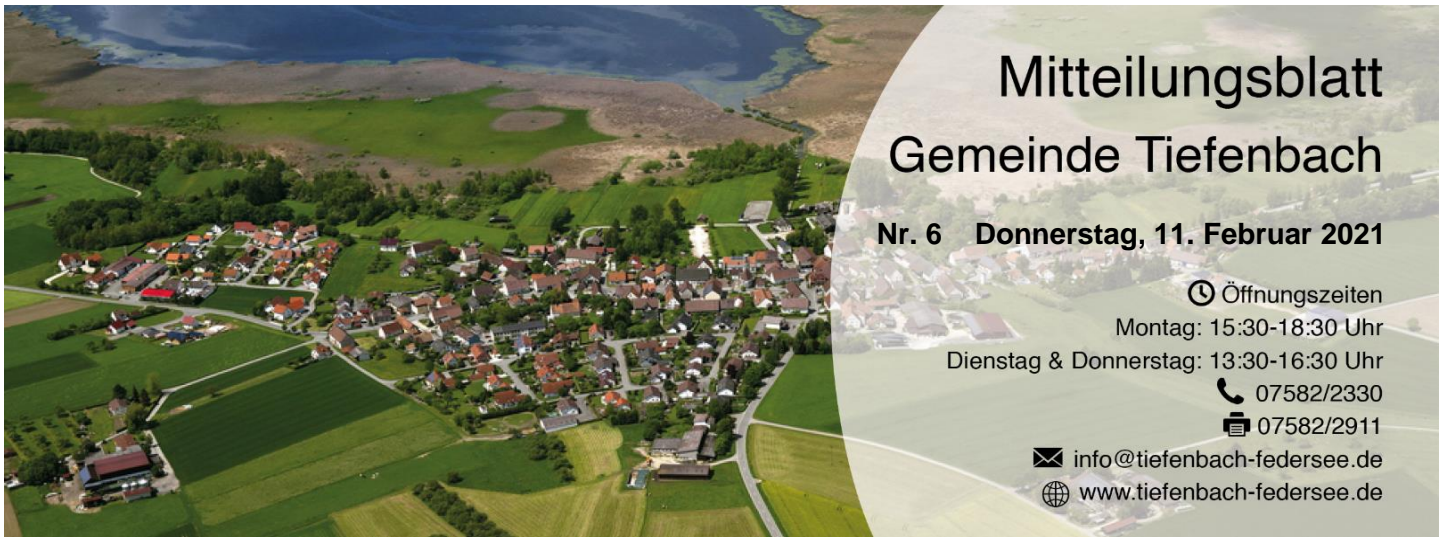 Mitteilungsblatt
Gemeinde Tiefenbach
Nr. 6 Donnerstag, 11. Februar 2021
Öffnungszeiten
Montag: 15:30-18:30 Uhr
Dienstag & Donnerstag: 13:30-16:30 Uhr
07582/2330
07582/2911
info@tiefenbach-federsee.de
www.tiefenbach-federsee.de